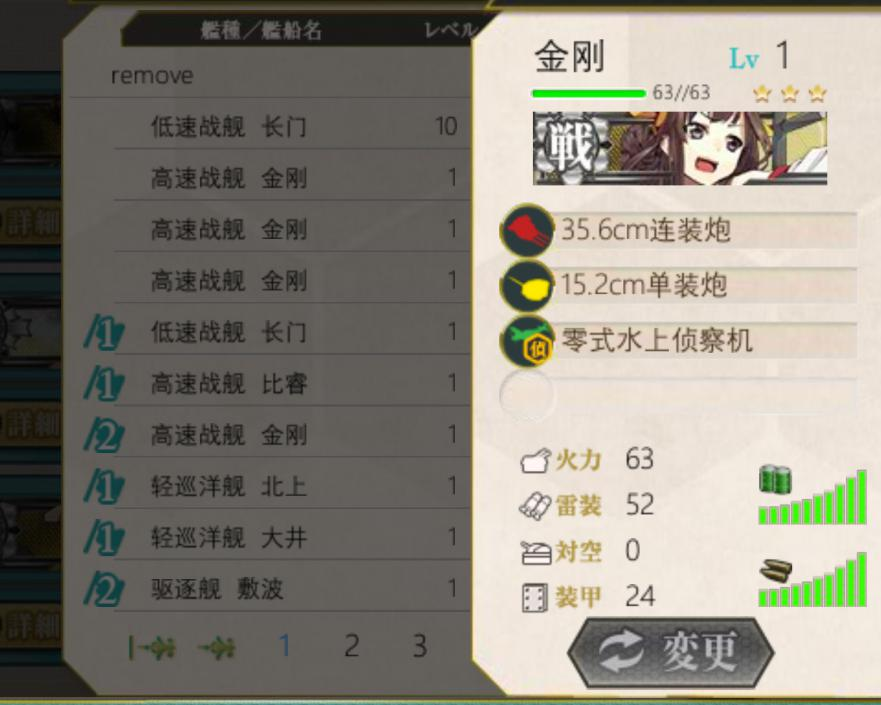 艦種／艦船名 レベル
remove
低速战舰 长门 10
高速战舰 金刚 1
高速战舰 金刚 1
高速战舰 金刚 1
/1 低速战舰 长门 1
/1 高速战舰 比睿 1
/2 高速战舰 金刚 1
/1 轻巡洋舰 北上 1
/1 轻巡洋舰 大井 1
/2 驱逐舰 敷波 1
1 2 3
詳細
詳細
詳細
金刚 Lv 1
63//63
戦
35.6cm连装炮
15.2cm单装炮
偵 零式水上侦察机
火力 63
雷装 52
対空 0
装甲 24
変更